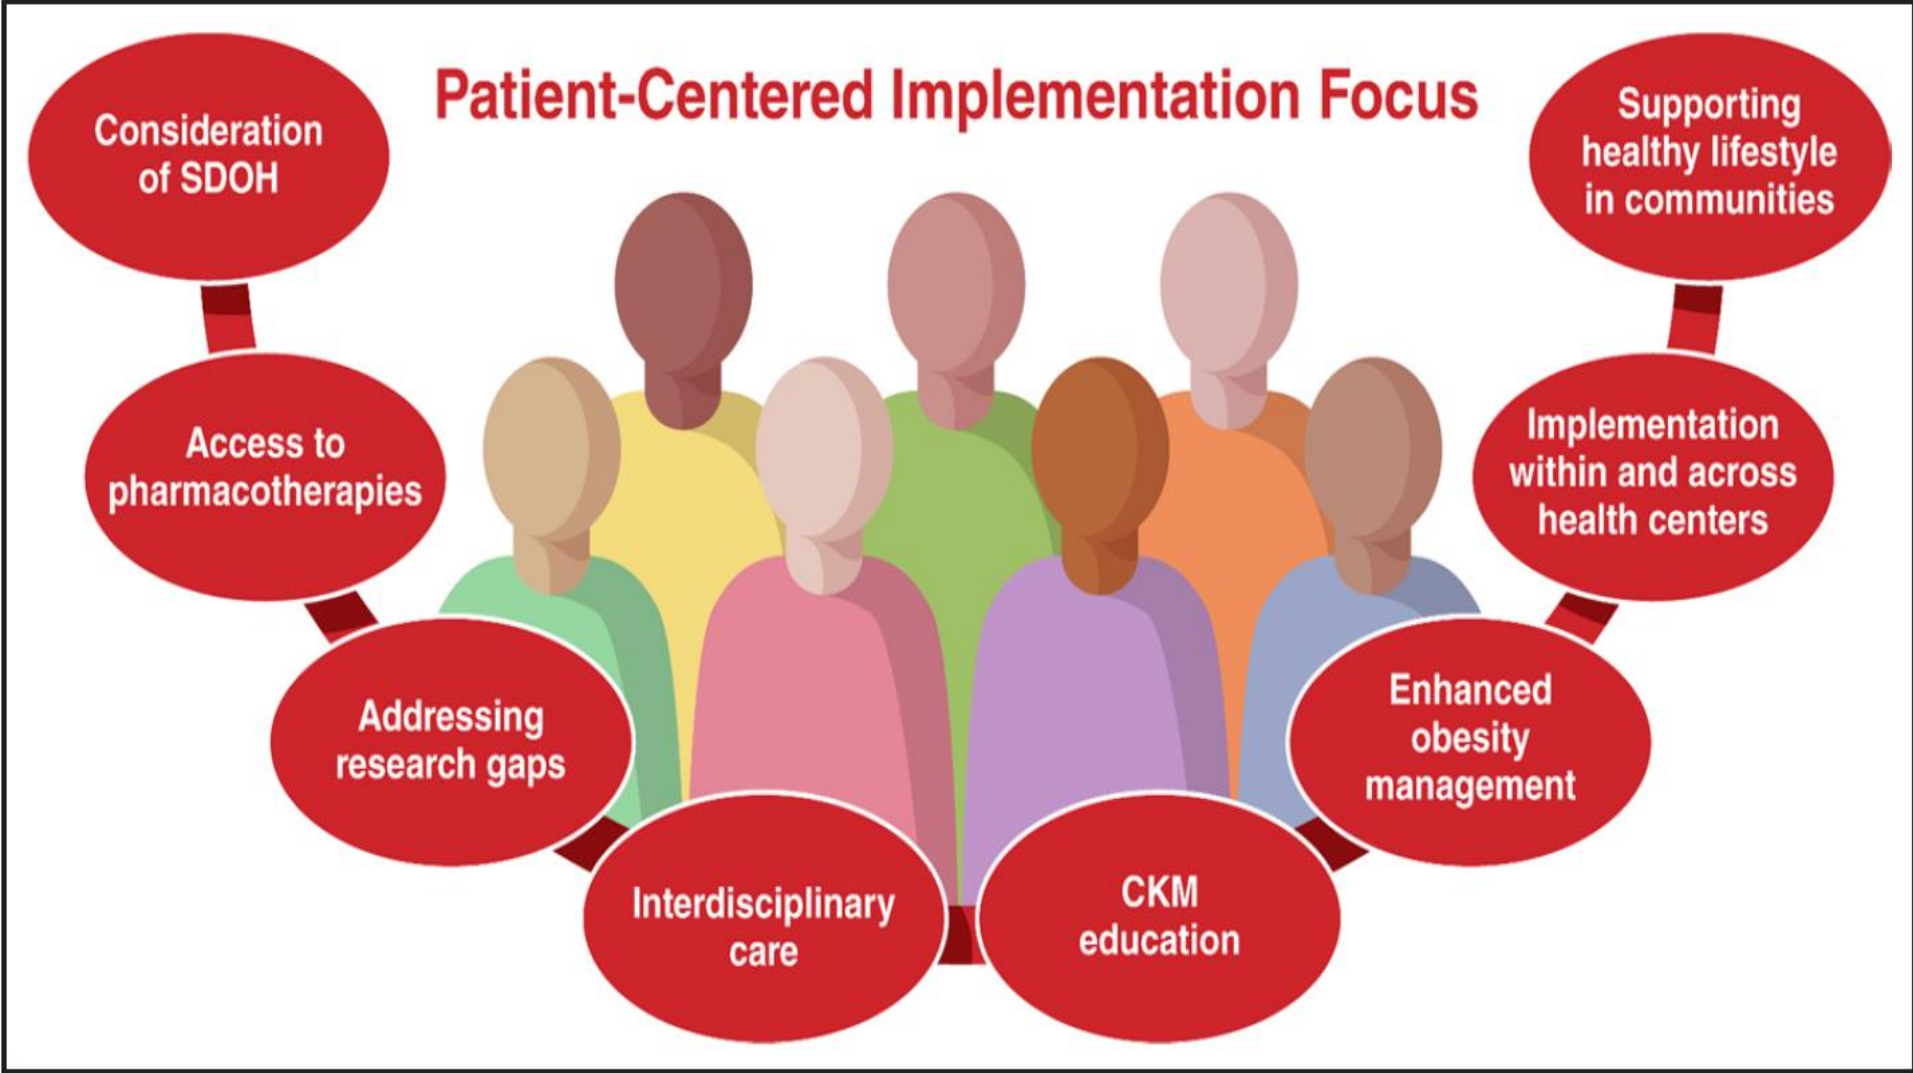 Patient-Centered Implementation Focus
Consideration
of SDOH
Access to
pharmacotherapies
Addressing
research gaps
Interdisciplinary
care
CKM
education
Enhanced
obesity
management
Implementation
within and across
health centers
Supporting
healthy lifestyle
in communities